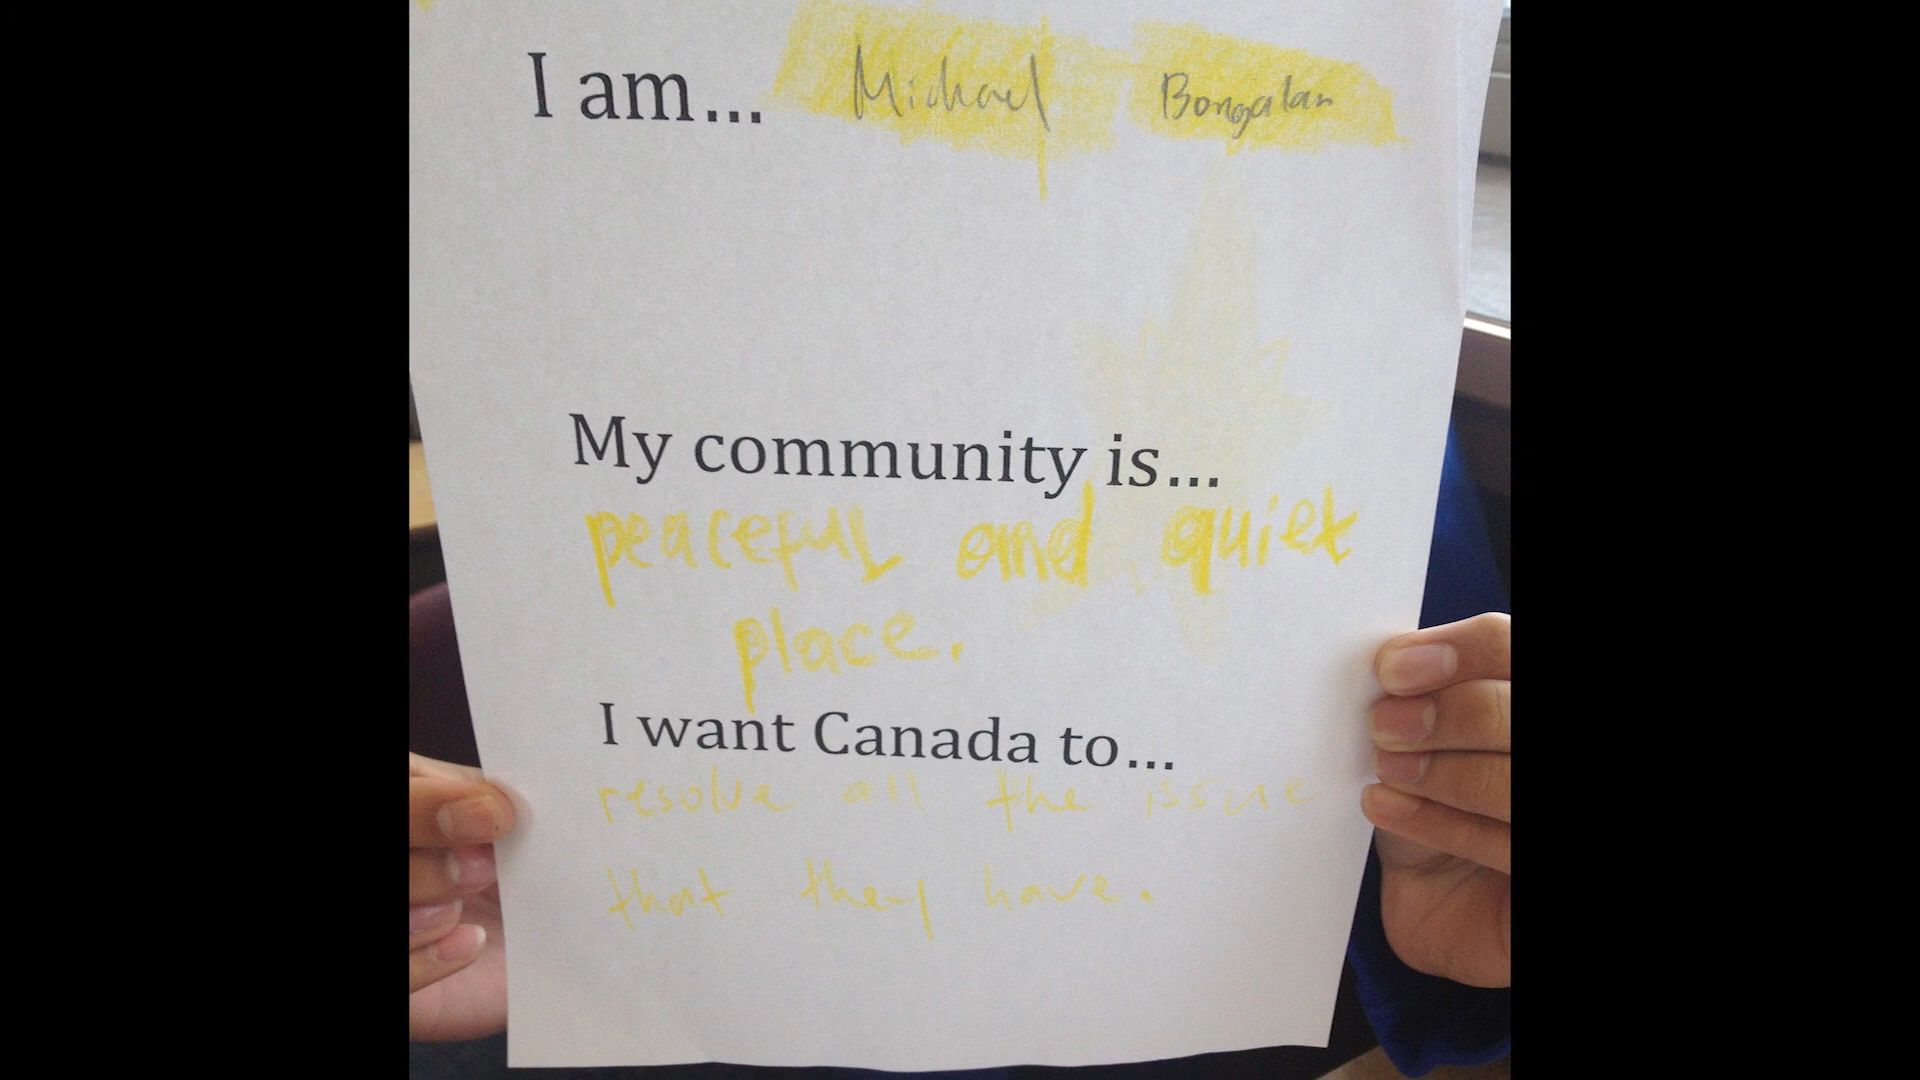 I am... Michael Bongalan
My community is...
peaceful and quiet
place.
I want Canada to...
resolve all the issue
that they have.